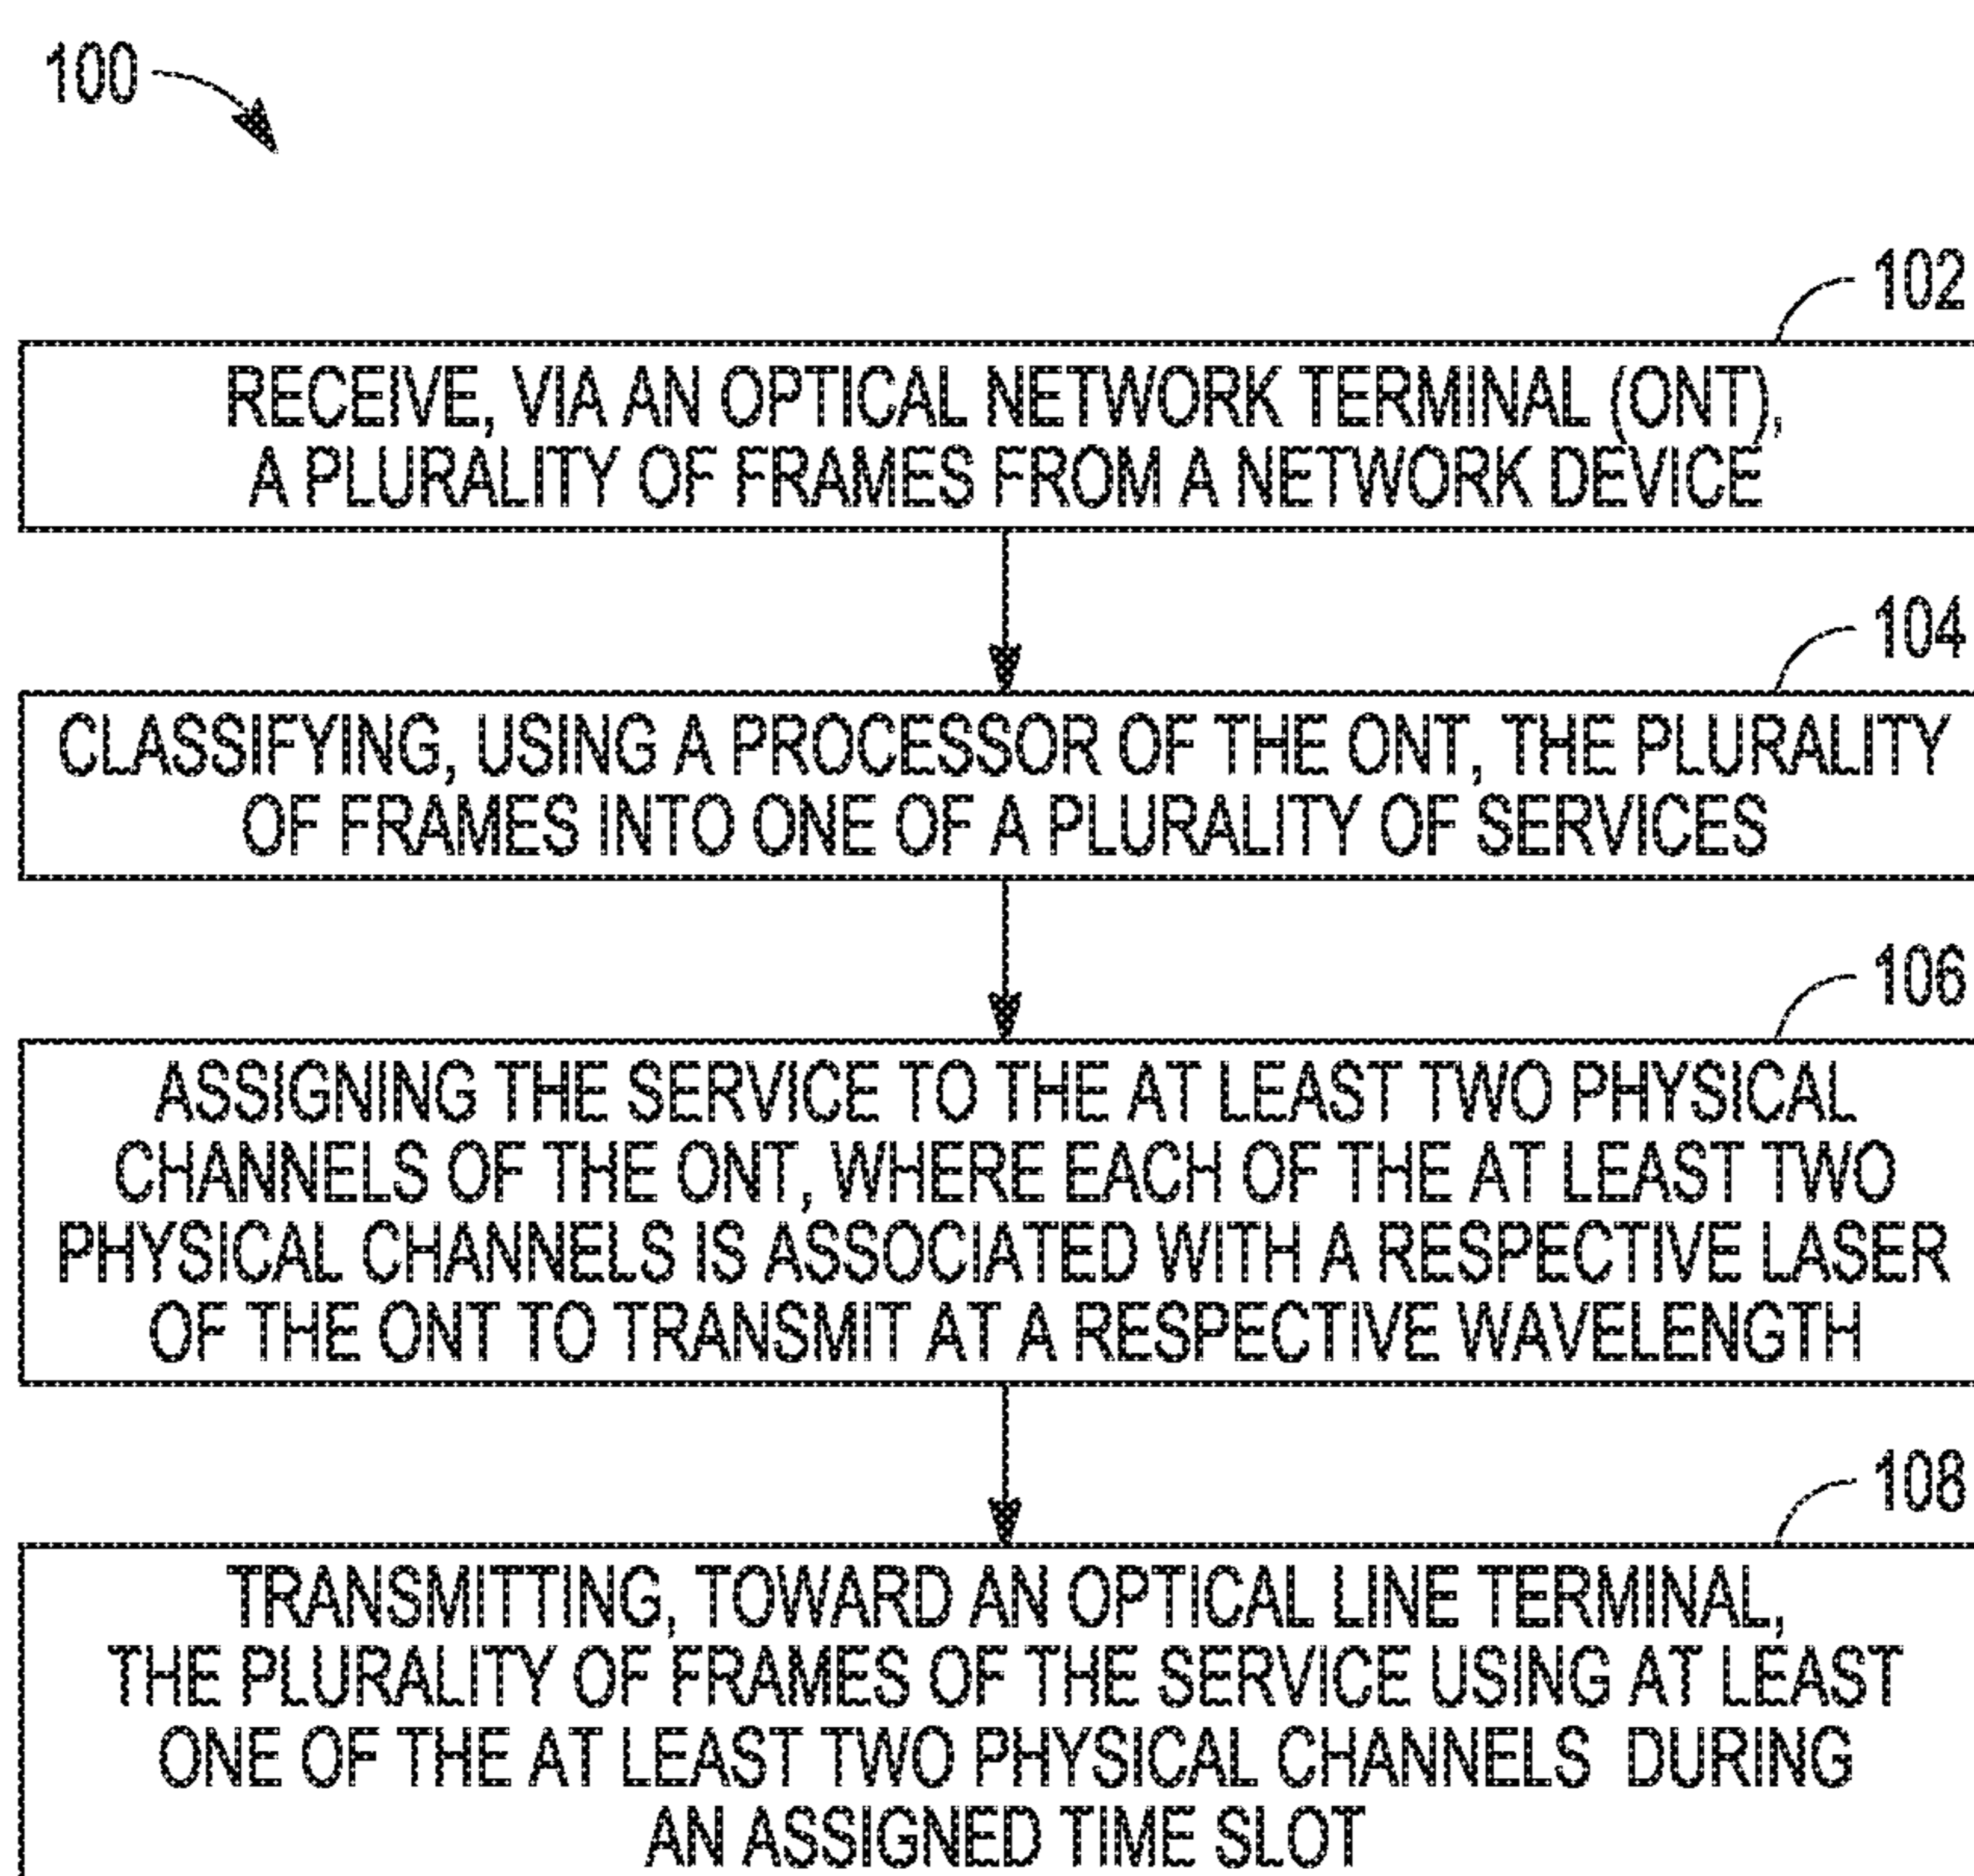 100
102
RECEIVE, VIA AN OPTICAL NETWORK TERMINAL (ONT),
A PLURALITY OF FRAMES FROM A NETWORK DEVICE
104
CLASSIFYING, USING A PROCESSOR OF THE ONT, THE PLURALITY
OF FRAMES INTO ONE OF A PLURALITY OF SERVICES
106
ASSIGNING THE SERVICE TO THE AT LEAST TWO PHYSICAL
CHANNELS OF THE ONT, WHERE EACH OF THE AT LEAST TWO
PHYSICAL CHANNELS IS ASSOCIATED WITH A RESPECTIVE LASER
OF THE ONT TO TRANSMIT AT A RESPECTIVE WAVELENGTH
108
TRANSMITTING, TOWARD AN OPTICAL LINE TERMINAL,
THE PLURALITY OF FRAMES OF THE SERVICE USING AT LEAST
ONE OF THE AT LEAST TWO PHYSICAL CHANNELS DURING
AN ASSIGNED TIME SLOT